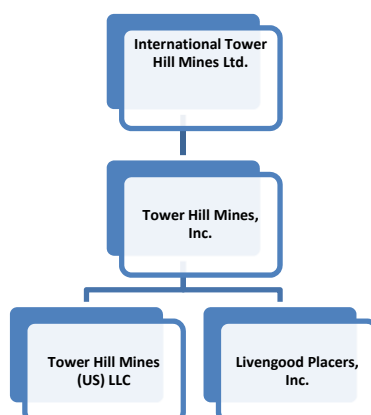 International Tower
Hill Mines Ltd.
Tower Hill Mines,
Inc.
Tower Hill Mines
(US) LLC
Livengood Placers,
Inc.